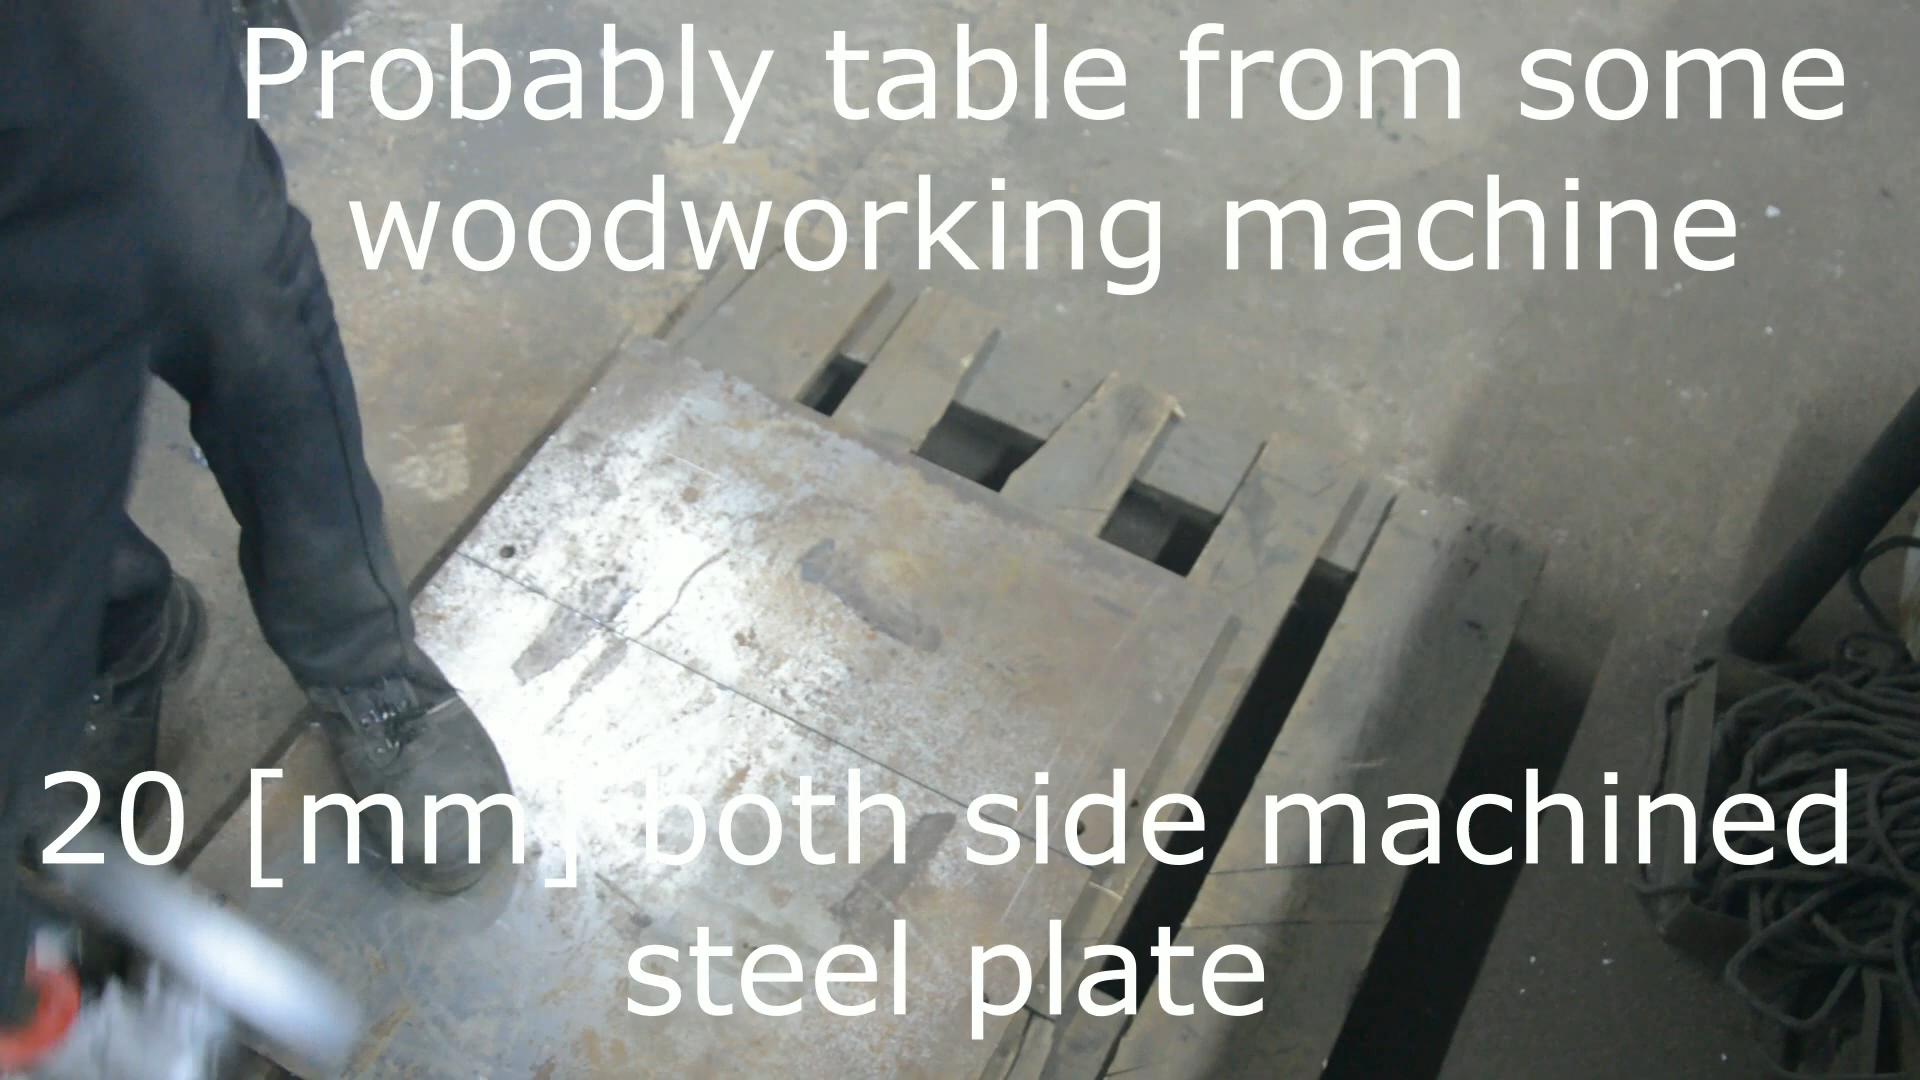 Probably table from some
woodworking machine
20 [mm] both side machined
steel plate